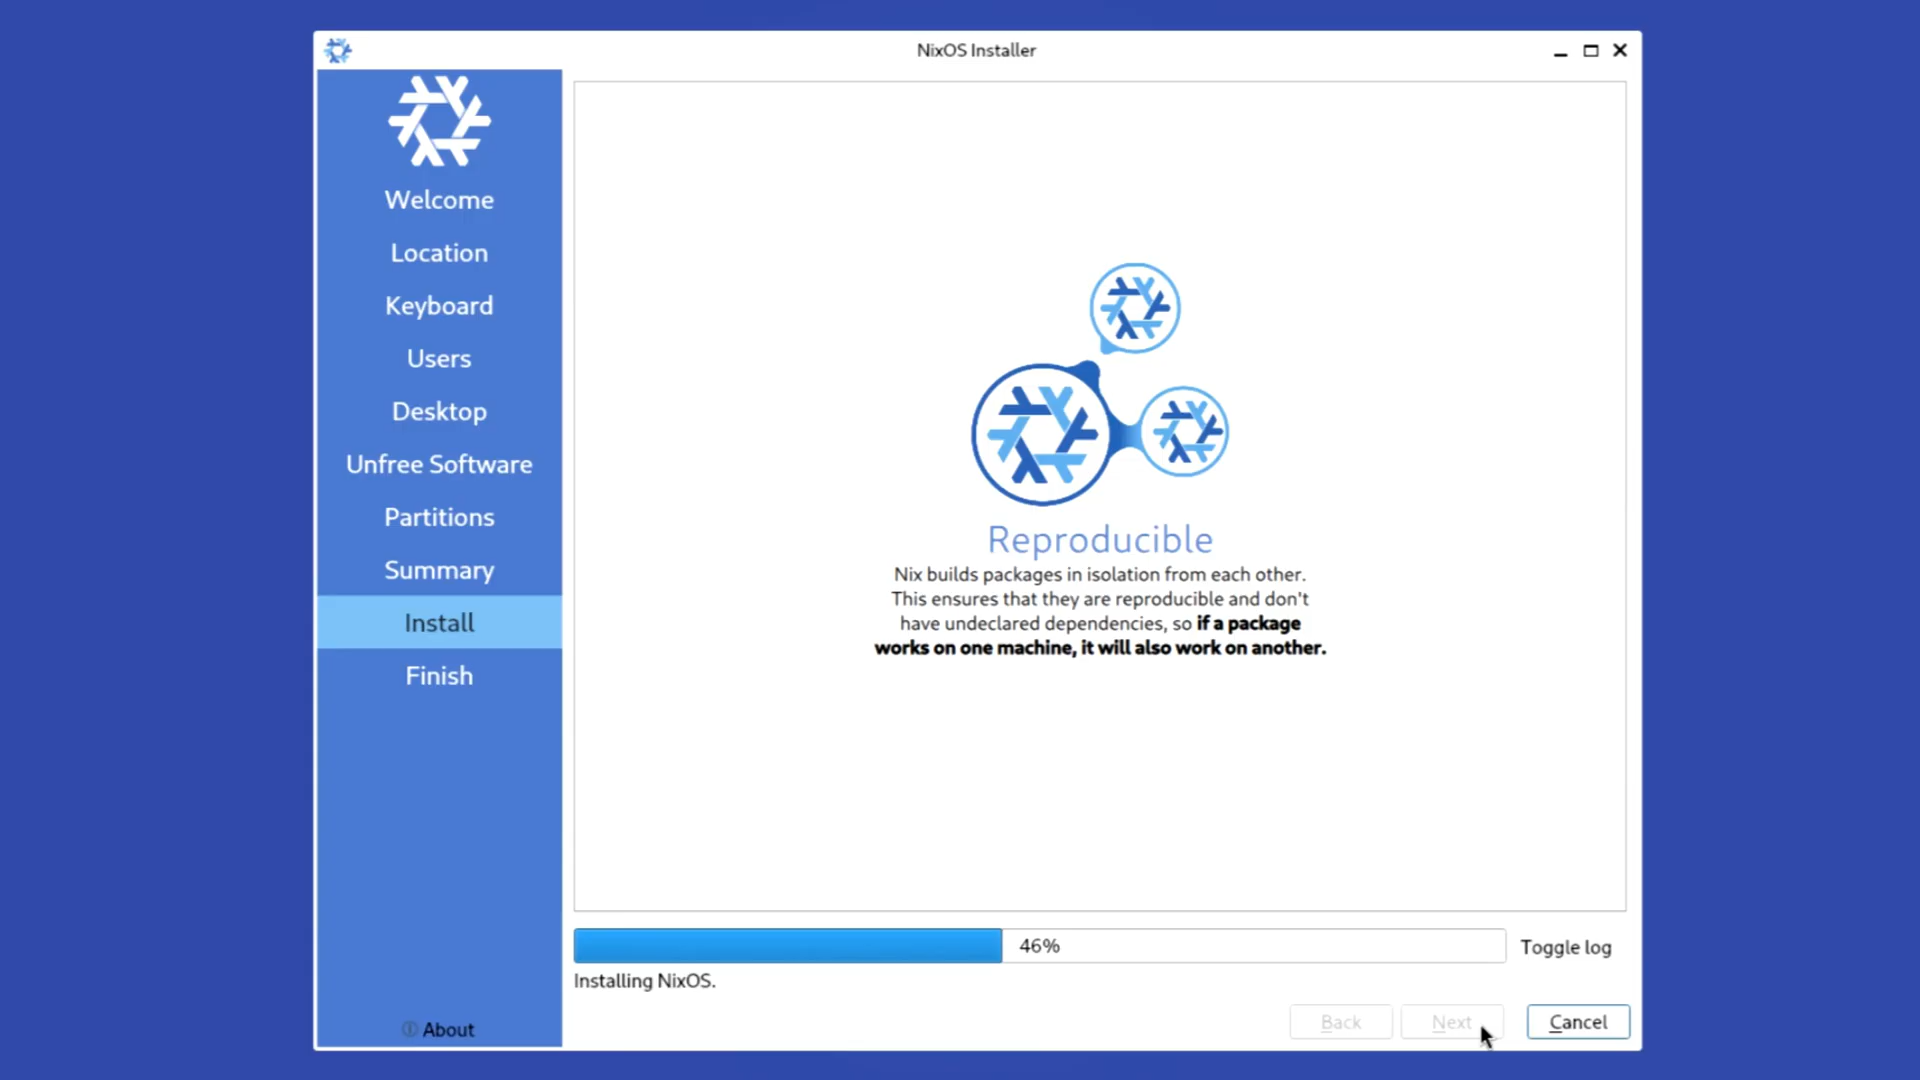 NixOS Installer
Welcome
Location
Keyboard
Users
Desktop
Unfree Software
Partitions
Summary
Install
Finish
About
Reproducible
Nix builds packages in isolation from each other.
This ensures that they are reproducible and don't
have undeclared dependencies, so if a package
works on one machine, it will also work on another.
46%
Toggle log
Installing NixOS.
Back
Next
Cancel